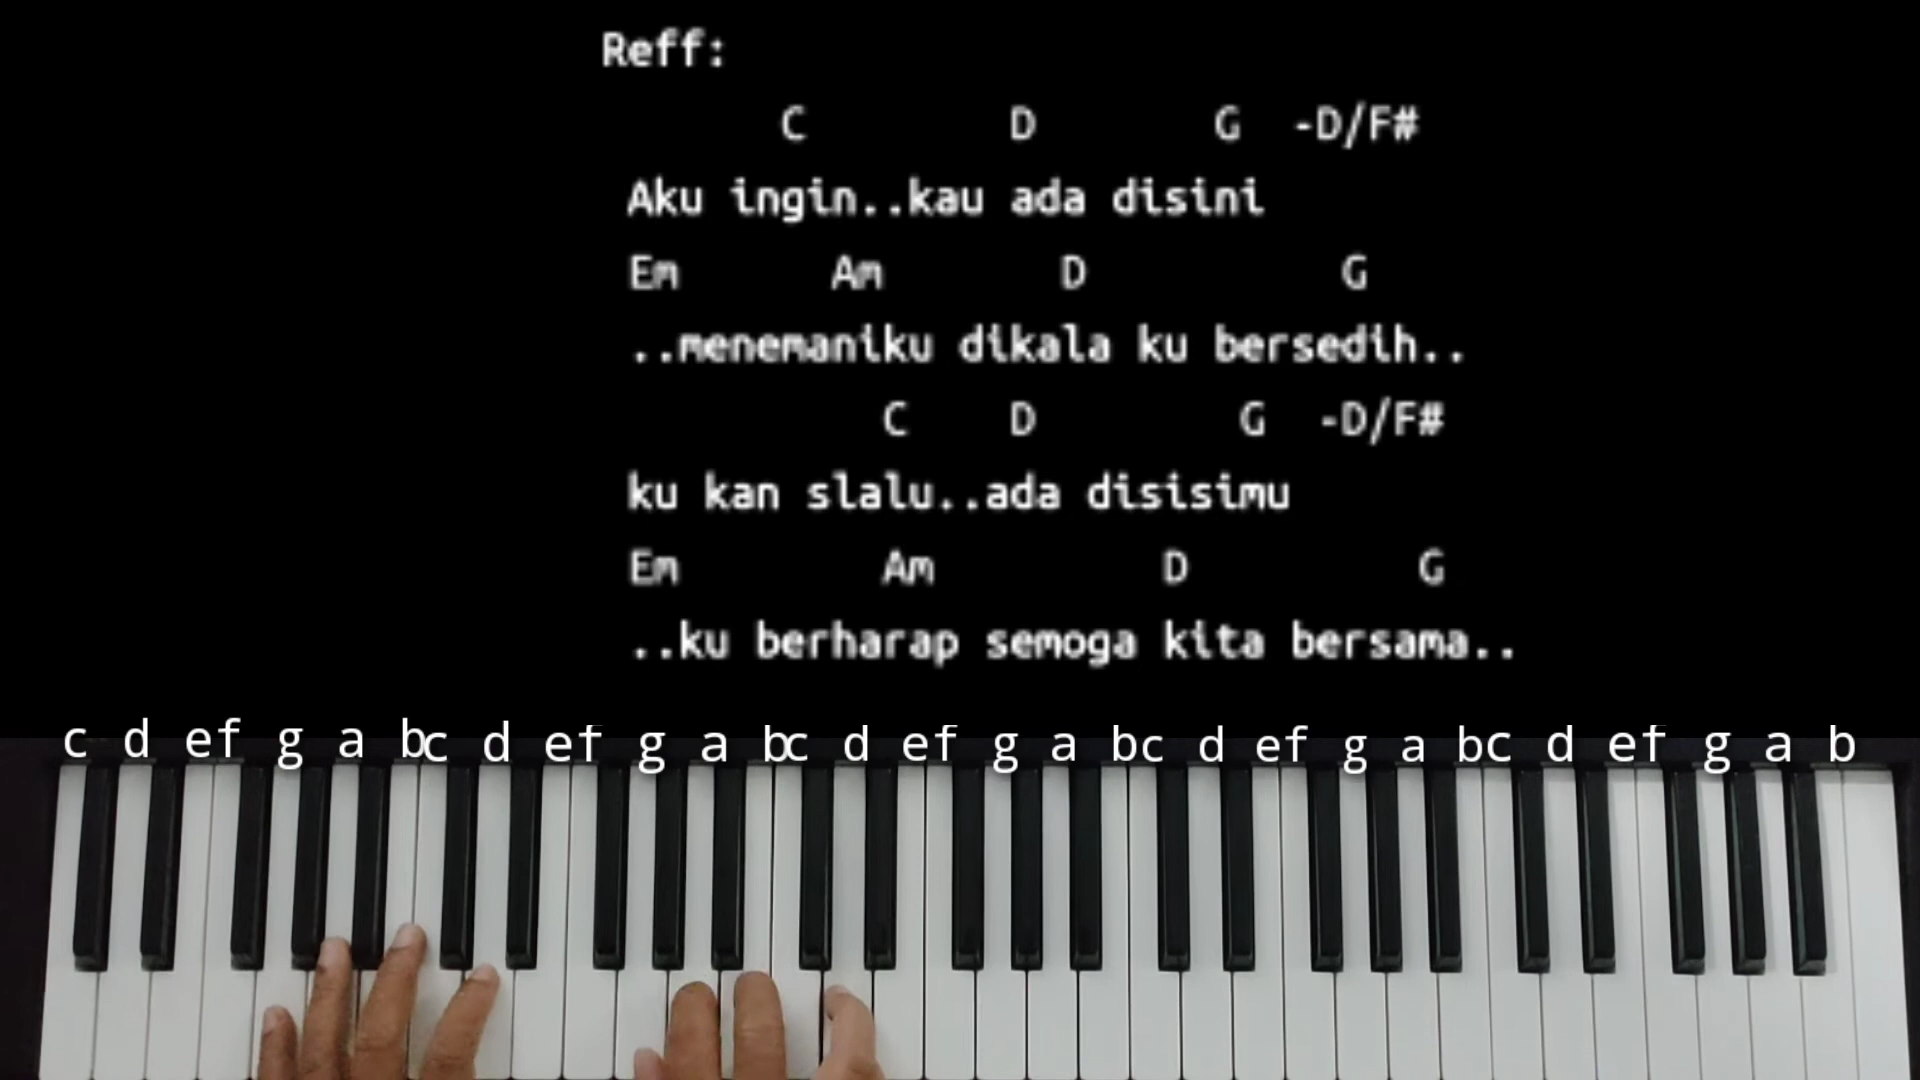 Reff:
C D G -D/F#
Aku ingin..kau ada disini
Em Am D G
..menemaniku dikala ku bersedih..
C D G -D/F#
ku kan slalu..ada disisimu
Em Am D G
..ku berharap semoga kita bersama..
c d ef g a bc d ef g a bc d ef g a bc d ef g a bc d ef g a b